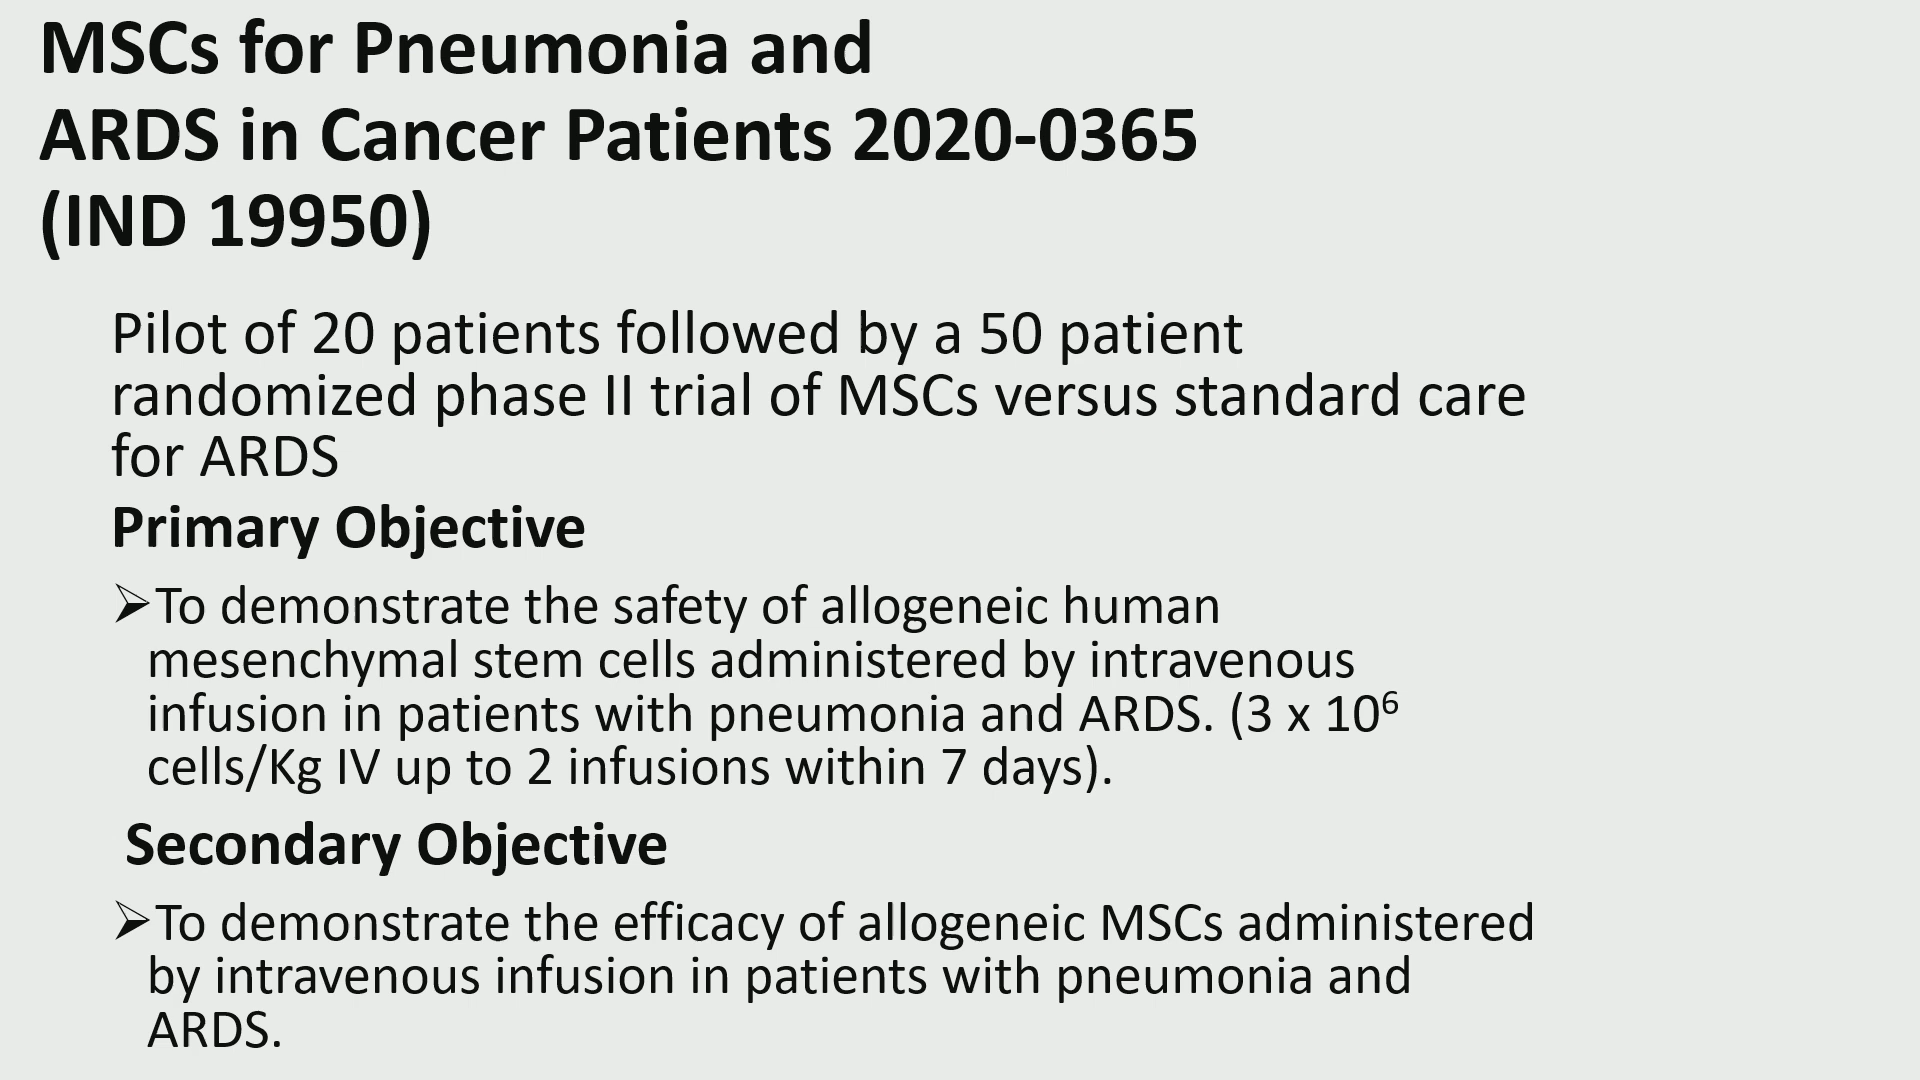 MSCs for Pneumonia and
ARDS in Cancer Patients 2020-0365
(IND 19950)
Pilot of 20 patients followed by a 50 patient
randomized phase II trial of MSCs versus standard care
for ARDS
Primary Objective
➢To demonstrate the safety of allogeneic human
mesenchymal stem cells administered by intravenous
infusion in patients with pneumonia and ARDS. (3 x 10⁶
cells/Kg IV up to 2 infusions within 7 days).
Secondary Objective
➢To demonstrate the efficacy of allogeneic MSCs administered
by intravenous infusion in patients with pneumonia and
ARDS.